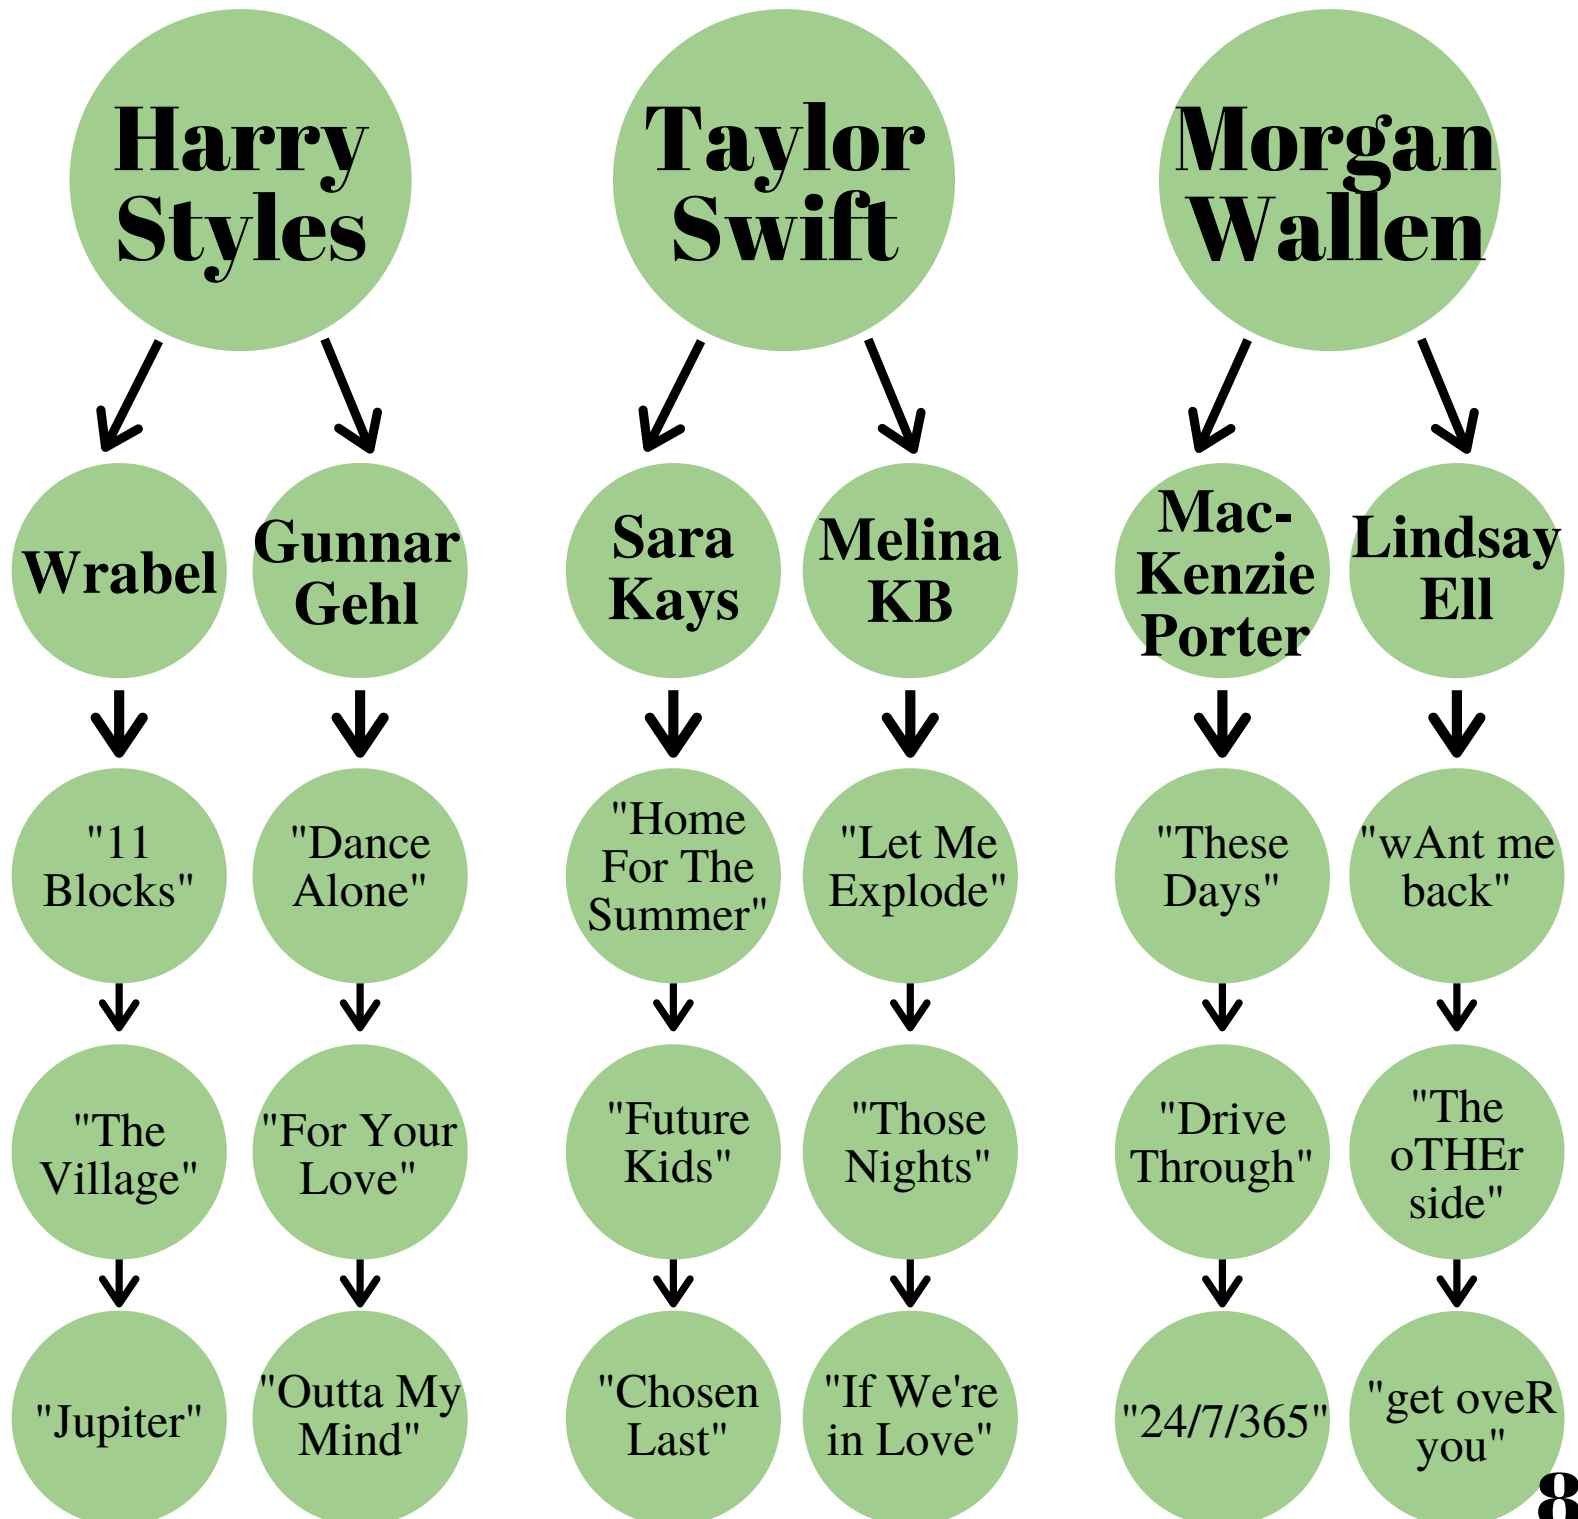 Harry
Styles
Taylor
Swift
Morgan
Wallen
Wrabel
Gunnar
Gehl
Sara
Kays
Melina
KB
Mac-
Kenzie
Porter
Lindsay
Ell
"11
Blocks"
"Dance
Alone"
"Home
For The
Summer"
"Let Me
Explode"
"These
Days"
"wAnt me
back"
"The
Village"
"For Your
Love"
"Future
Kids"
"Those
Nights"
"Drive
Through"
"The
oTHEr
side"
"Jupiter"
"Outta My
Mind"
"Chosen
Last"
"If We're
in Love"
"24/7/365"
"get oveR
you"
8